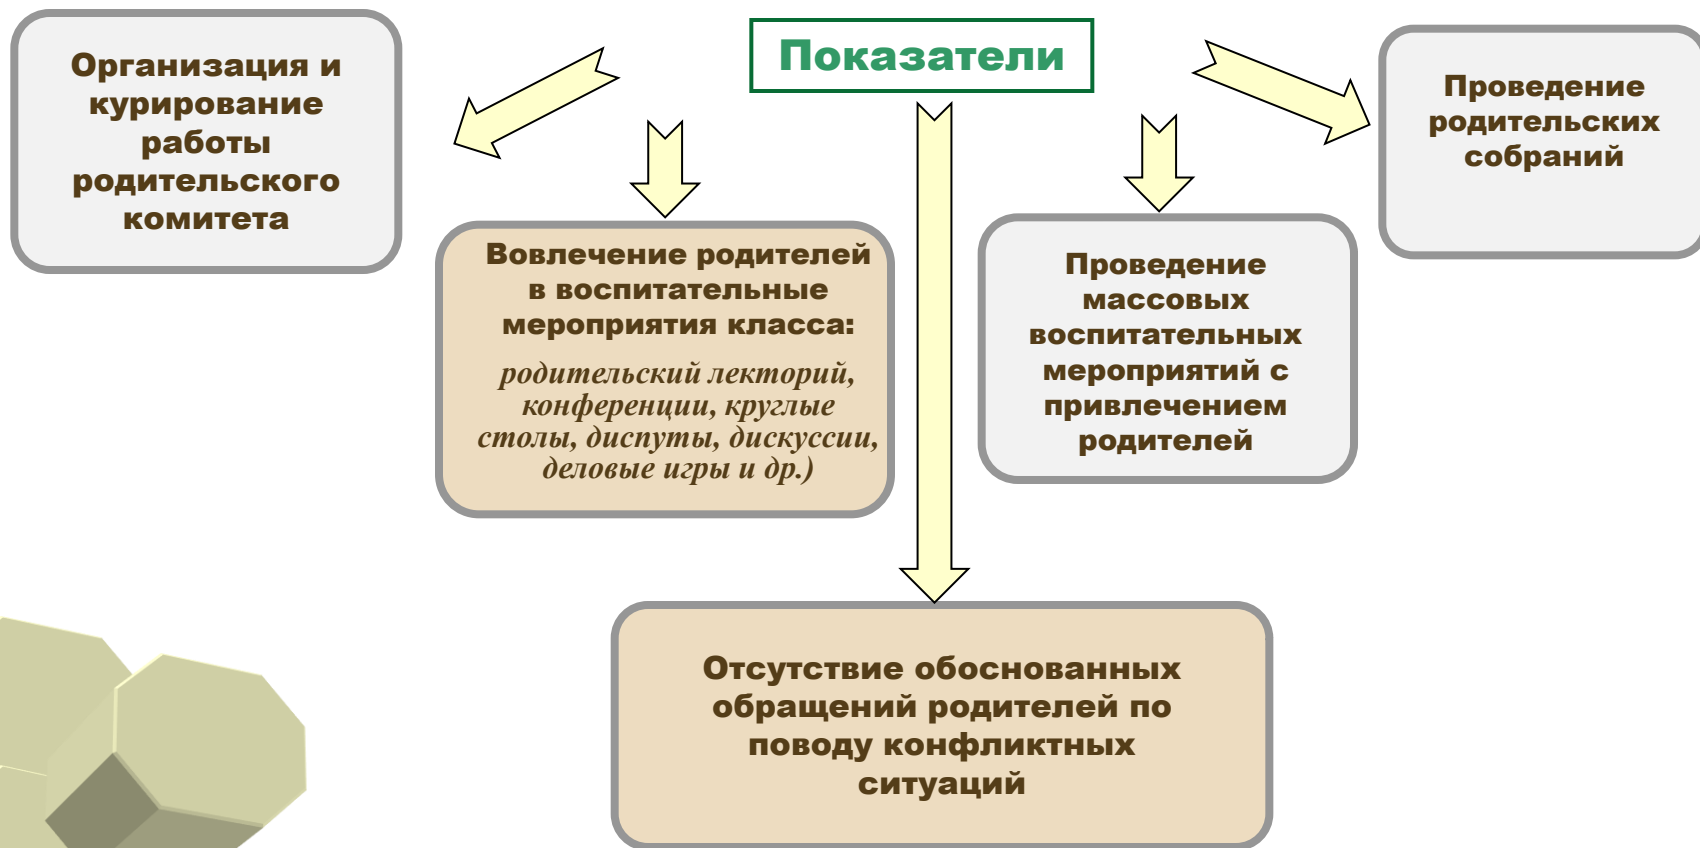 Показатели
Организация и
курирование
работы
родительского
комитета
Вовлечение родителей
в воспитательные
мероприятия класса:
родительский лекторий,
конференции, круглые
столы, диспуты, дискуссии,
деловые игры и др.)
Отсутствие обоснованных
обращений родителей по
поводу конфликтных
ситуаций
Проведение
массовых
воспитательных
мероприятий с
привлечением
родителей
Проведение
родительских
собраний